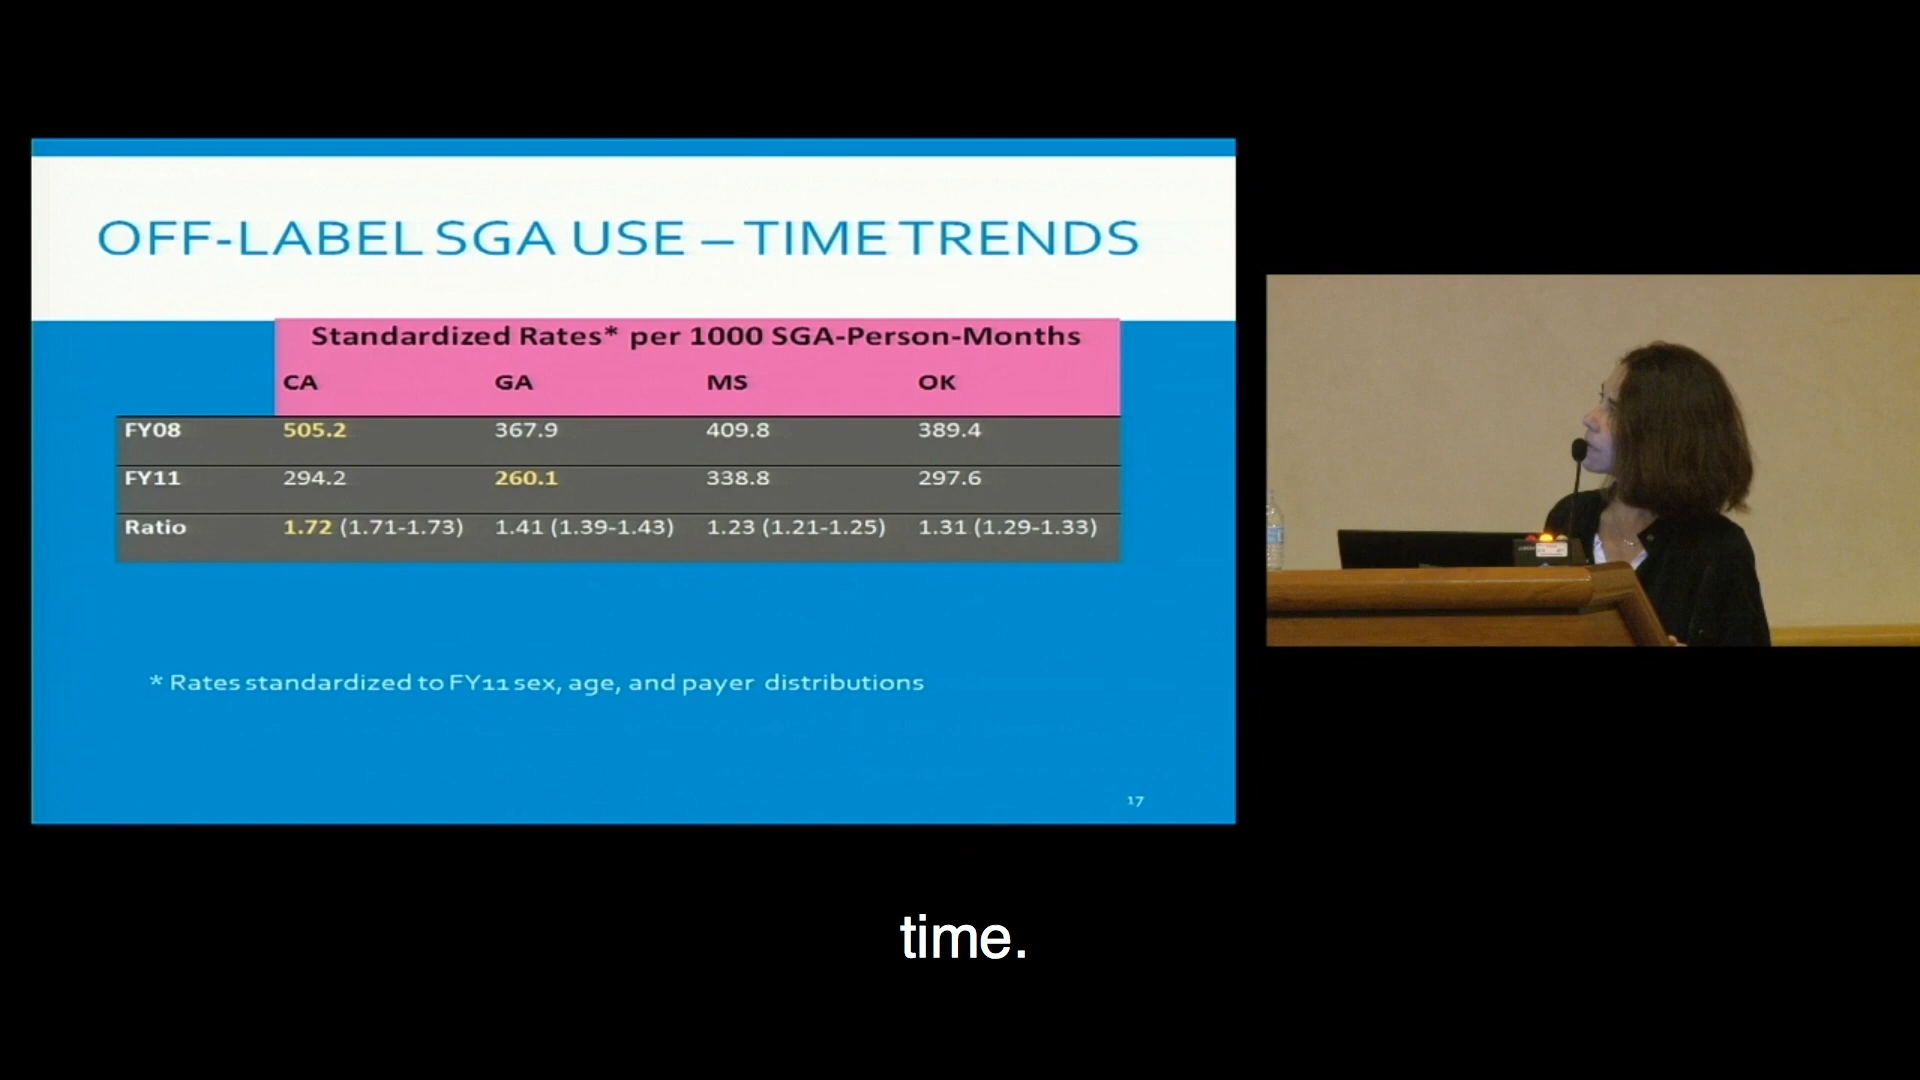 OFF-LABEL SGA USE – TIME TRENDS
Standardized Rates* per 1000 SGA-Person-Months
CA GA MS OK
FY08 505.2 367.9 409.8 389.4
FY11 294.2 260.1 338.8 297.6
Ratio 1.72 (1.71-1.73) 1.41 (1.39-1.43) 1.23 (1.21-1.25) 1.31 (1.29-1.33)
* Rates standardized to FY11 sex, age, and payer distributions
17
time.